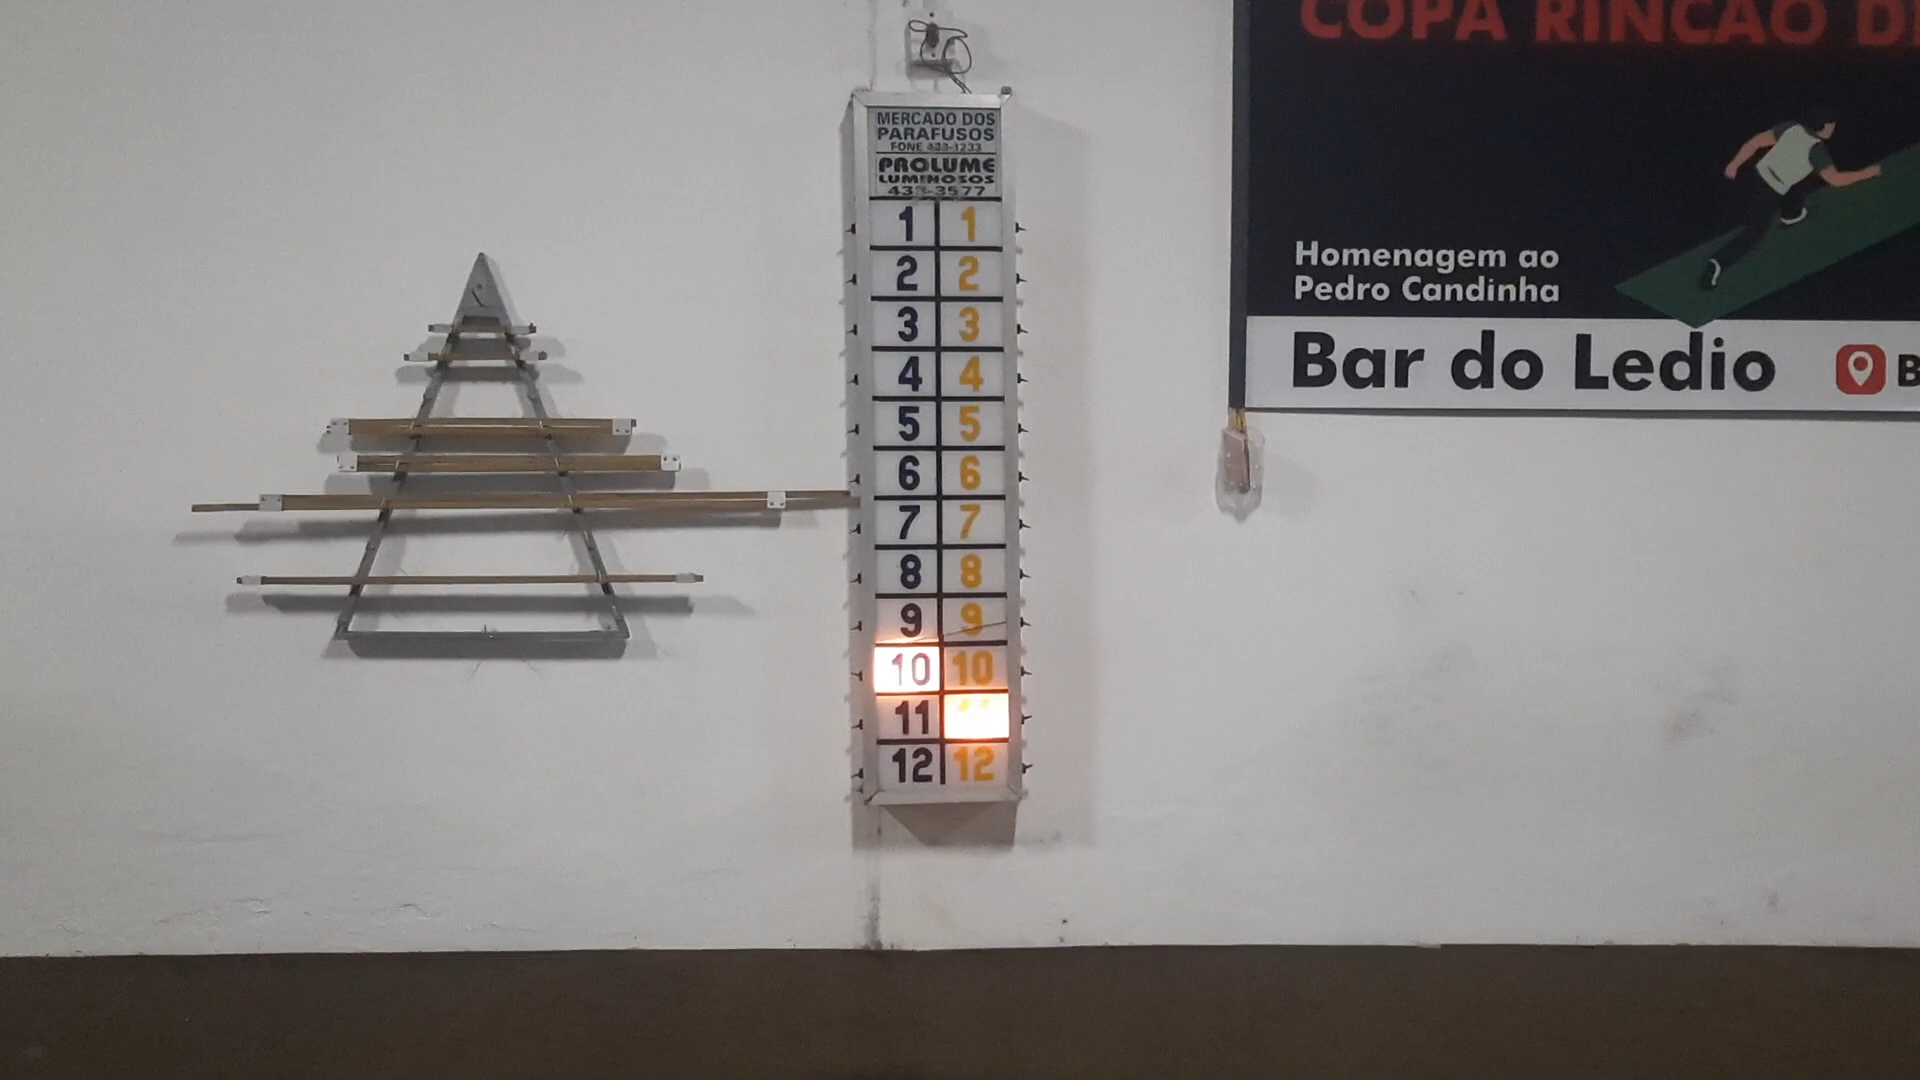 MERCADO DOS
PARAFUSOS
FONE 433-1233
PROLUME
LUMINOSOS
433-3577
1 1
2 2
3 3
4 4
5 5
6 6
7 7
8 8
9 9
10 10
11
12 12
COPA RINCÃO
Homenagem ao
Pedro Candinha
Bar do Ledio